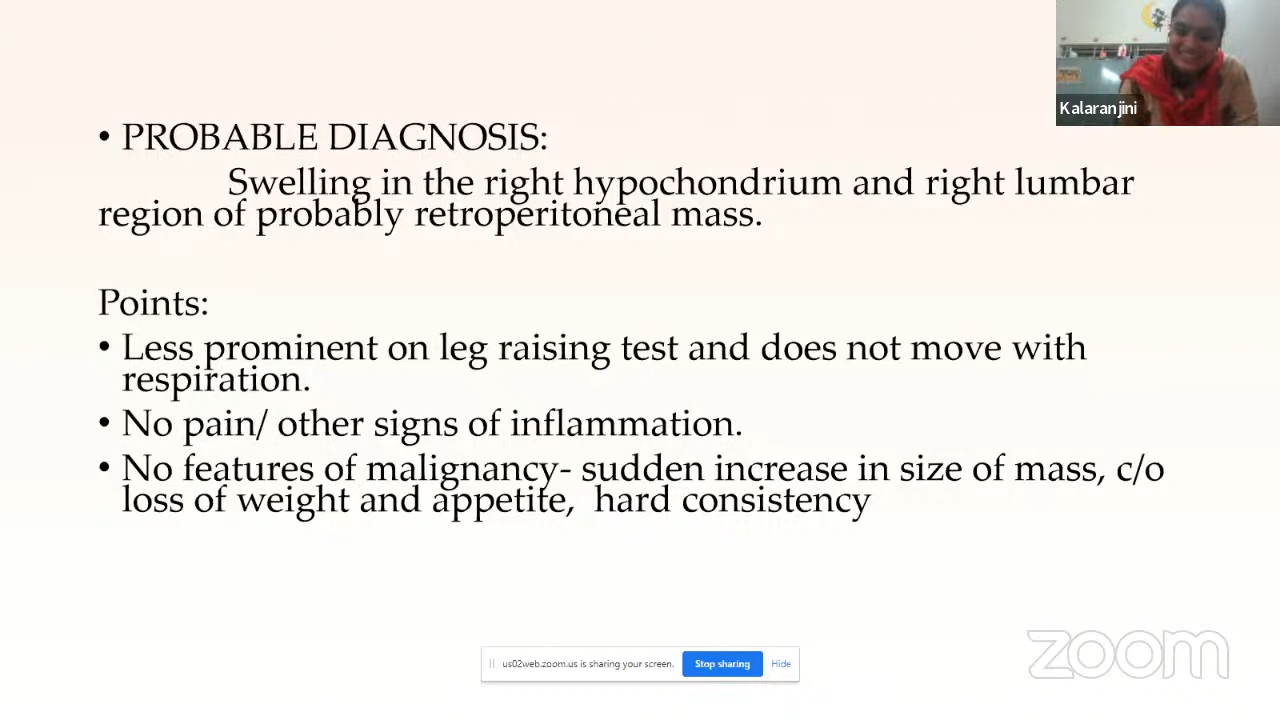 Kalaranjini
• PROBABLE DIAGNOSIS:
Swelling in the right hypochondrium and right lumbar
region of probably retroperitoneal mass.
Points:
• Less prominent on leg raising test and does not move with
respiration.
• No pain/ other signs of inflammation.
• No features of malignancy- sudden increase in size of mass, c/o
loss of weight and appetite,  hard consistency
us02web.zoom.us is sharing your screen. Stop sharing Hide
zoom